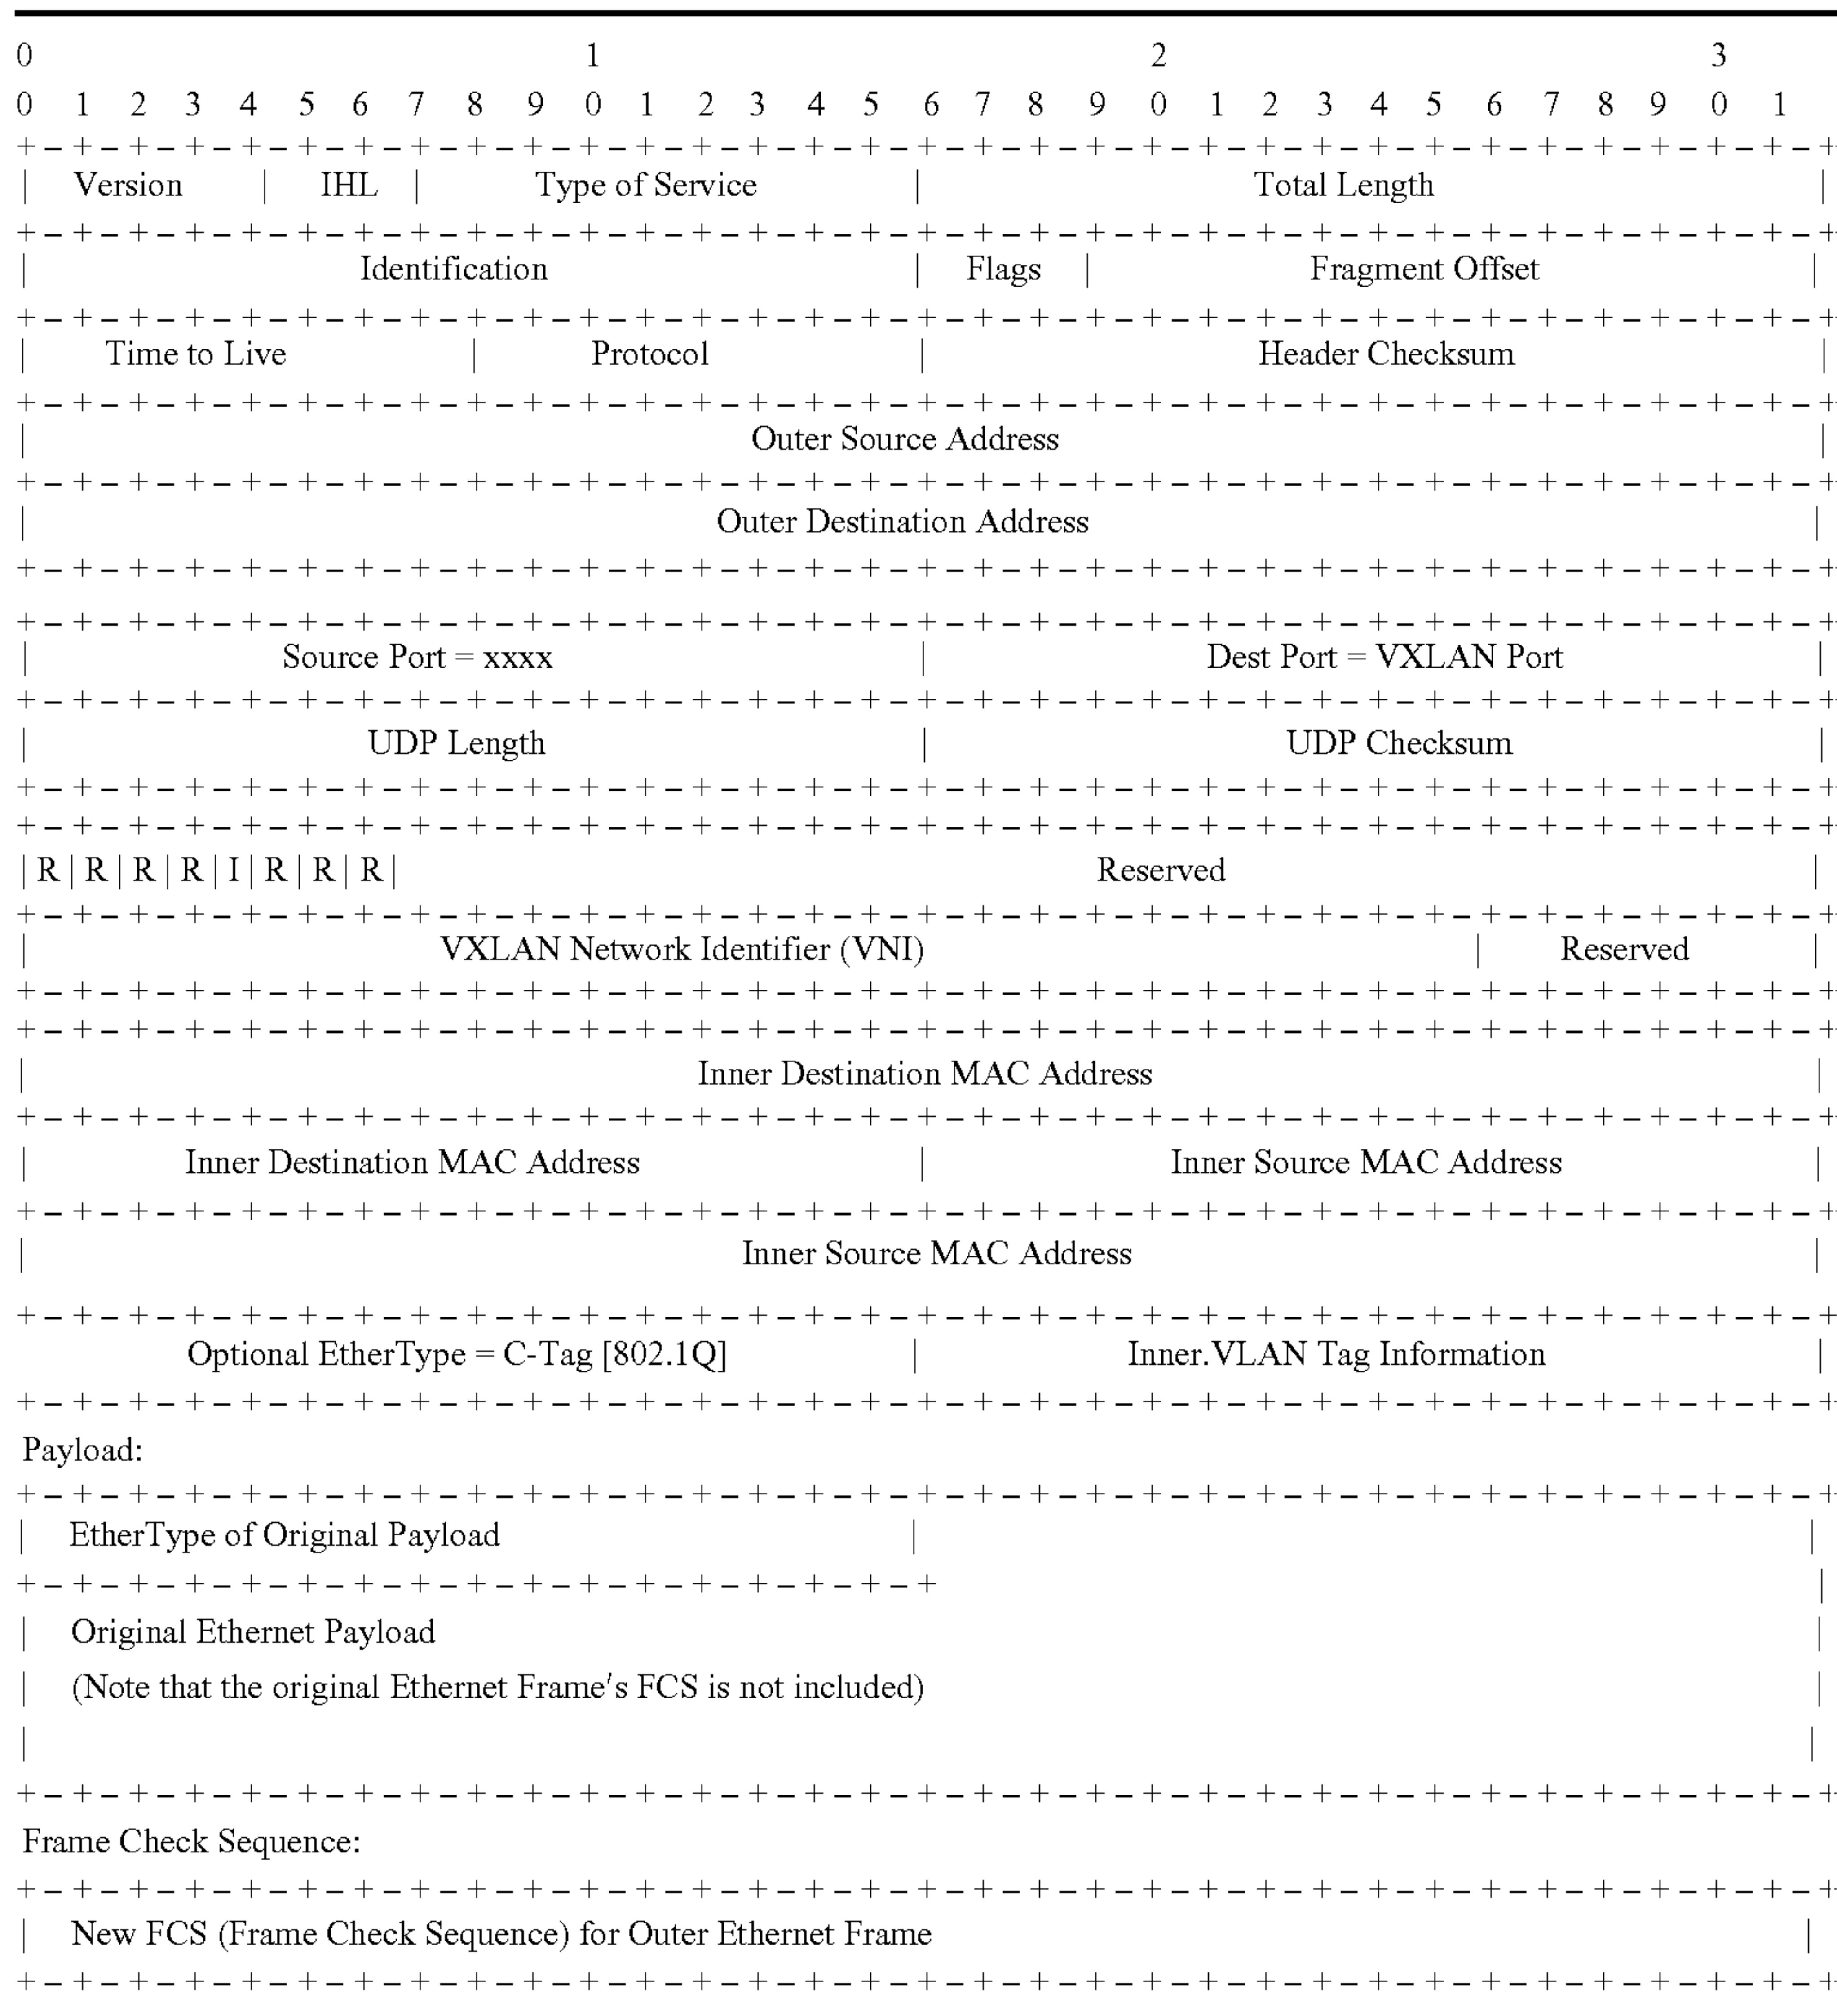 0 1 2 3
0 1 2 3 4 5 6 7 8 9 0 1 2 3 4 5 6 7 8 9 0 1 2 3 4 5 6 7 8 9 0 1
+-+-+-+-+-+-+-+-+-+-+-+-+-+-+-+-+-+-+-+-+-+-+-+-+-+-+-+-+-+-+-+-+
| Version | IHL | Type of Service | Total Length |
+-+-+-+-+-+-+-+-+-+-+-+-+-+-+-+-+-+-+-+-+-+-+-+-+-+-+-+-+-+-+-+-+
| Identification | Flags | Fragment Offset |
+-+-+-+-+-+-+-+-+-+-+-+-+-+-+-+-+-+-+-+-+-+-+-+-+-+-+-+-+-+-+-+-+
| Time to Live | Protocol | Header Checksum |
+-+-+-+-+-+-+-+-+-+-+-+-+-+-+-+-+-+-+-+-+-+-+-+-+-+-+-+-+-+-+-+-+
| Outer Source Address |
+-+-+-+-+-+-+-+-+-+-+-+-+-+-+-+-+-+-+-+-+-+-+-+-+-+-+-+-+-+-+-+-+
| Outer Destination Address |
+-+-+-+-+-+-+-+-+-+-+-+-+-+-+-+-+-+-+-+-+-+-+-+-+-+-+-+-+-+-+-+-+
+-+-+-+-+-+-+-+-+-+-+-+-+-+-+-+-+-+-+-+-+-+-+-+-+-+-+-+-+-+-+-+-+
| Source Port = xxxx | Dest Port = VXLAN Port |
+-+-+-+-+-+-+-+-+-+-+-+-+-+-+-+-+-+-+-+-+-+-+-+-+-+-+-+-+-+-+-+-+
| UDP Length | UDP Checksum |
+-+-+-+-+-+-+-+-+-+-+-+-+-+-+-+-+-+-+-+-+-+-+-+-+-+-+-+-+-+-+-+-+
+-+-+-+-+-+-+-+-+-+-+-+-+-+-+-+-+-+-+-+-+-+-+-+-+-+-+-+-+-+-+-+-+
|R|R|R|R|I|R|R|R| Reserved |
+-+-+-+-+-+-+-+-+-+-+-+-+-+-+-+-+-+-+-+-+-+-+-+-+-+-+-+-+-+-+-+-+
| VXLAN Network Identifier (VNI) | Reserved |
+-+-+-+-+-+-+-+-+-+-+-+-+-+-+-+-+-+-+-+-+-+-+-+-+-+-+-+-+-+-+-+-+
+-+-+-+-+-+-+-+-+-+-+-+-+-+-+-+-+-+-+-+-+-+-+-+-+-+-+-+-+-+-+-+-+
| Inner Destination MAC Address |
+-+-+-+-+-+-+-+-+-+-+-+-+-+-+-+-+-+-+-+-+-+-+-+-+-+-+-+-+-+-+-+-+
| Inner Destination MAC Address | Inner Source MAC Address |
+-+-+-+-+-+-+-+-+-+-+-+-+-+-+-+-+-+-+-+-+-+-+-+-+-+-+-+-+-+-+-+-+
| Inner Source MAC Address |
+-+-+-+-+-+-+-+-+-+-+-+-+-+-+-+-+-+-+-+-+-+-+-+-+-+-+-+-+-+-+-+-+
Optional EtherType = C-Tag [802.1Q] | Inner.VLAN Tag Information |
+-+-+-+-+-+-+-+-+-+-+-+-+-+-+-+-+-+-+-+-+-+-+-+-+-+-+-+-+-+-+-+-+
Payload:
+-+-+-+-+-+-+-+-+-+-+-+-+-+-+-+-+-+-+-+-+-+-+-+-+-+-+-+-+-+-+-+-+
| EtherType of Original Payload | |
+-+-+-+-+-+-+-+-+-+-+-+-+-+-+-+-+ |
| Original Ethernet Payload |
| (Note that the original Ethernet Frame's FCS is not included) |
| |
+-+-+-+-+-+-+-+-+-+-+-+-+-+-+-+-+-+-+-+-+-+-+-+-+-+-+-+-+-+-+-+-+
Frame Check Sequence:
+-+-+-+-+-+-+-+-+-+-+-+-+-+-+-+-+-+-+-+-+-+-+-+-+-+-+-+-+-+-+-+-+
| New FCS (Frame Check Sequence) for Outer Ethernet Frame |
+-+-+-+-+-+-+-+-+-+-+-+-+-+-+-+-+-+-+-+-+-+-+-+-+-+-+-+-+-+-+-+-+